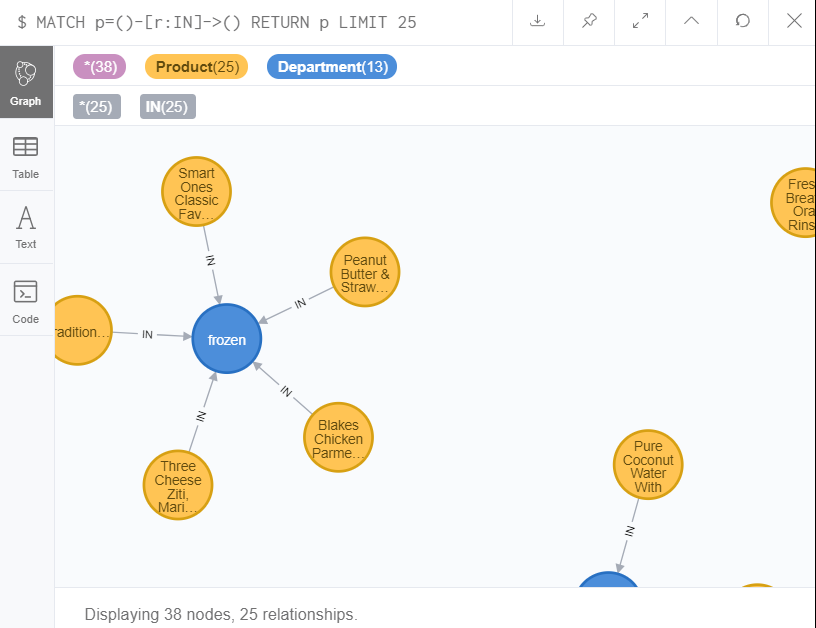 $ MATCH p=()-[r:IN]->() RETURN p LIMIT 25
Graph
Table
Text
Code
*(38) Product(25) Department(13)
*(25) IN(25)
Smart
Ones
Classic
Fav...
IN
Peanut
Butter &
Straw...
IN
adition...
IN
frozen
IN
Blakes
Chicken
Parme...
IN
Three
Cheese
Ziti,
Mari...
Fres
Brea
Ora
Rins
Pure
Coconut
Water
With
IN
Displaying 38 nodes, 25 relationships.